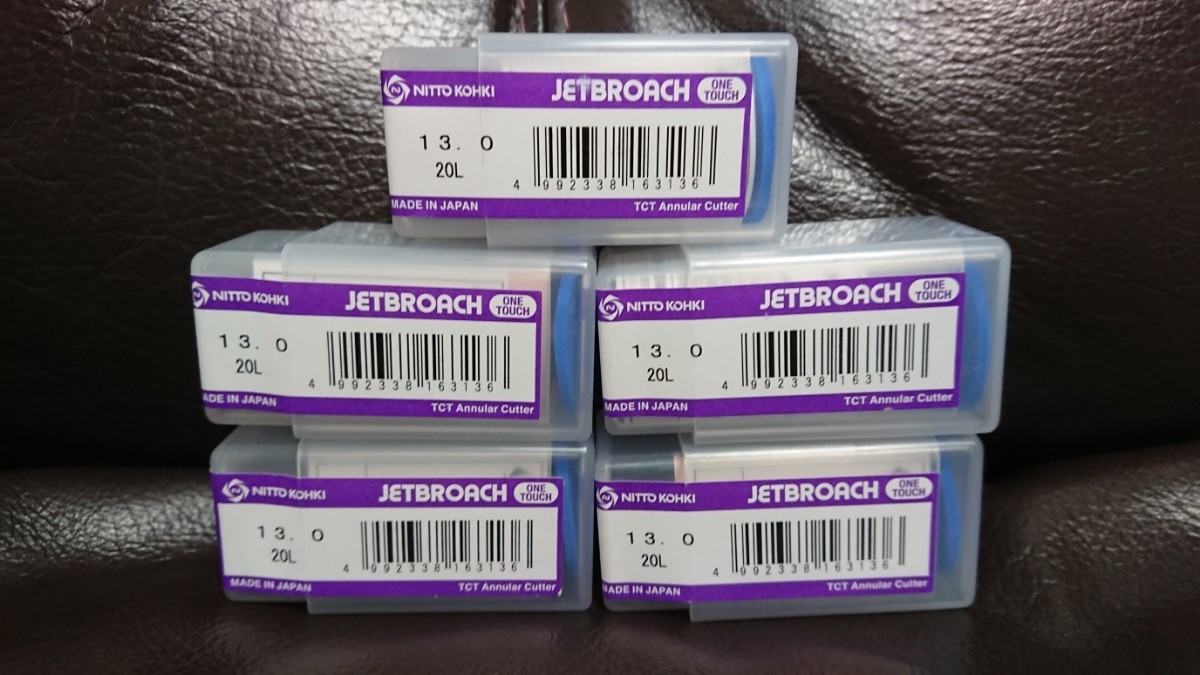 NITTO KOHKI JETBROACH ONE TOUCH
13.0
20L
4 992338 163136
MADE IN JAPAN TCT Annular Cutter
NITTO KOHKI JETBROACH ONE TOUCH
13.0
20L
4 992338 163136
ADE IN JAPAN TCT Annular Cutter
NITTO KOHKI JETBROACH ONE TOUCH
13.0
20L
4 992338 163136
MADE IN JAPAN TCT Annular Cutter
NITTO KOHKI JETBROACH ONE TOUCH
13.0
20L
4 992338 163136
MADE IN JAPAN TCT Annular Cutter
NITTO KOHKI JETBROACH ONE TOUCH
13.0
20L
4 992338 163136
MADE IN JAPAN TCT Annular Cutter